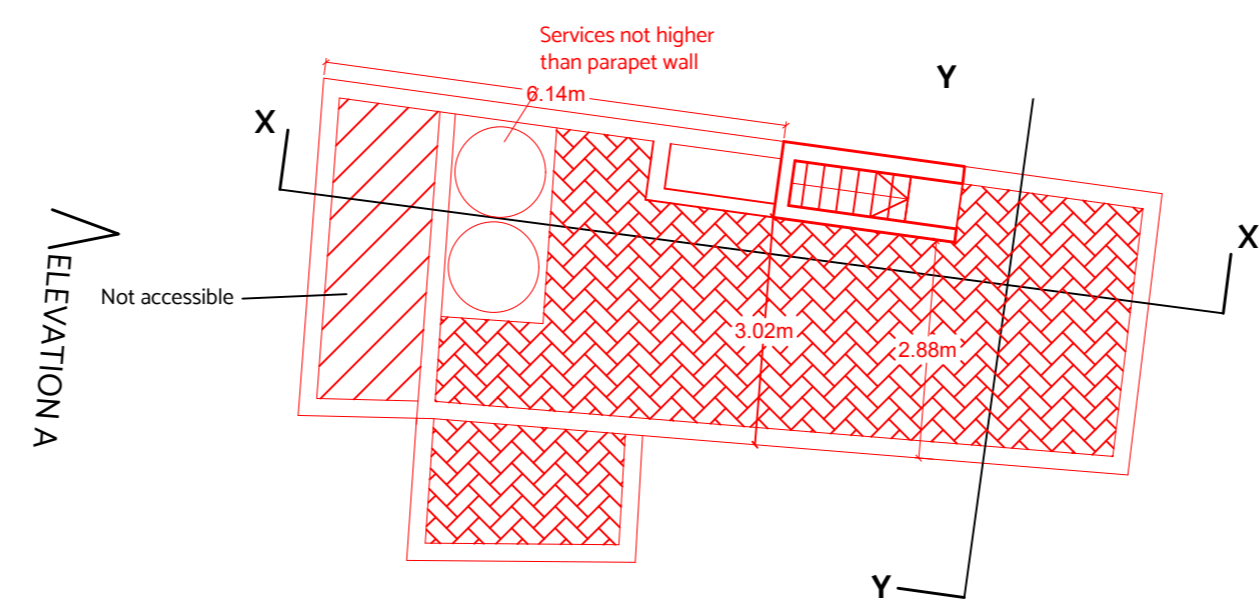 Services not higher
than parapet wall
6.14m
Y
X
X
ELEVATION A
Not accessible
3.02m
2.88m
Y